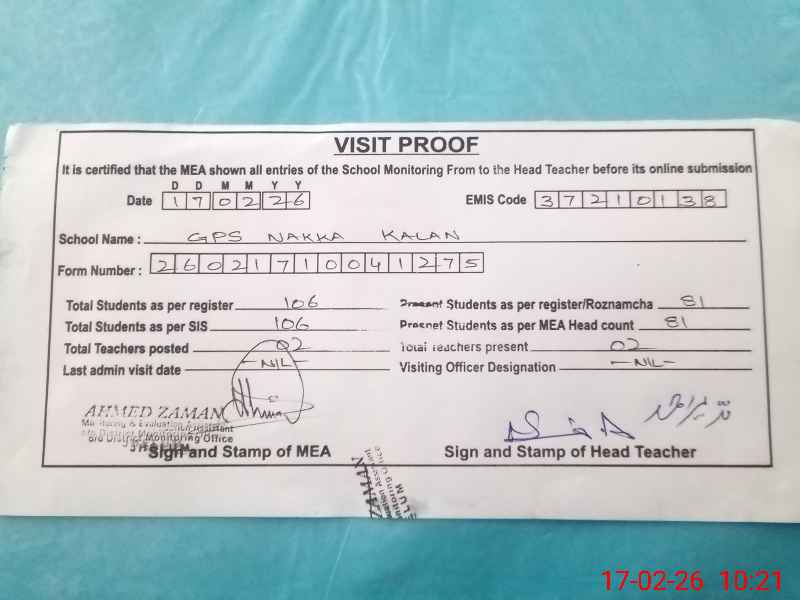 VISIT PROOF
It is certified that the MEA shown all entries of the School Monitoring From to the Head Teacher before its online submission
D D M M Y Y
Date 1 7 0 2 2 6 EMIS Code 3 7 2 1 0 1 3 8
School Name : GPS NAKKA KALAN
Form Number : 2 6 0 2 1 7 1 0 0 4 1 2 7 5
Total Students as per register 106 Present Students as per register/Roznamcha 81
Total Students as per SIS 106 Presnet Students as per MEA Head count 81
Total Teachers posted 02 Total Teachers present 02
Last admin visit date -NIL- Visiting Officer Designation -NIL-
AHMED ZAMAN
Monitoring & Evaluation Assistant
o/o District Monitoring Office
Sign and Stamp of MEA Sign and Stamp of Head Teacher
ZAMAN
17-02-26 10:21